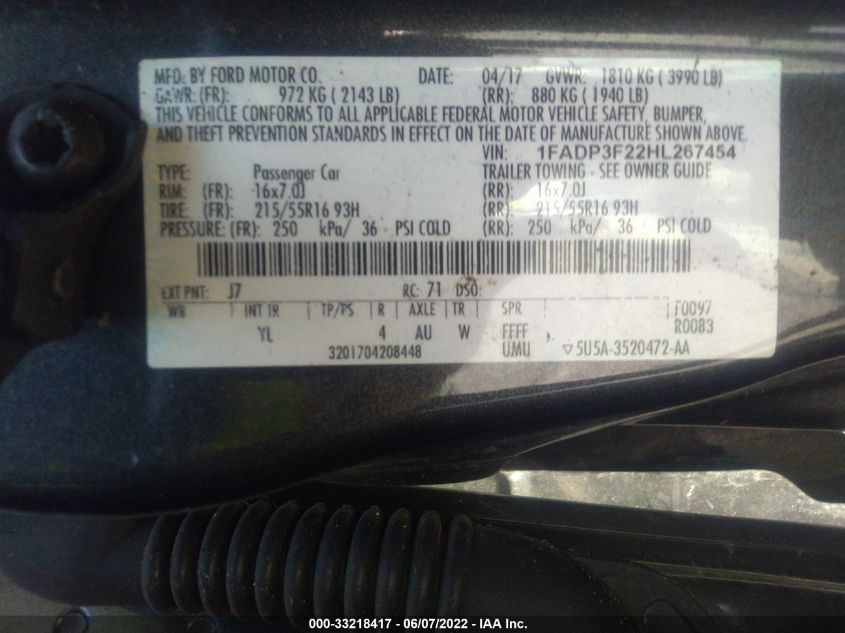 MFD. BY FORD MOTOR CO. DATE: 04/17 GVWR: 1810 KG ( 3990 LB)
GAWR: (FR): 972 KG ( 2143 LB) (RR): 880 KG ( 1940 LB)
THIS VEHICLE CONFORMS TO ALL APPLICABLE FEDERAL MOTOR VEHICLE SAFETY, BUMPER,
AND THEFT PREVENTION STANDARDS IN EFFECT ON THE DATE OF MANUFACTURE SHOWN ABOVE.
VIN: 1FADP3F22HL267454
TYPE: Passenger Car TRAILER TOWING - SEE OWNER GUIDE
RIM: (FR): 16x7.0J (RR): 16x7.0J
TIRE: (FR): 215/55R16 93H (RR): 215/55R16 93H
PRESSURE: (FR): 250 kPa/ 36 PSI COLD (RR): 250 kPa/ 36 PSI COLD
EXT PNT: J7 RC: 71 DSO:
WB INT TR TP/PS R AXLE TR SPR F0097
YL 4 AU W FFFF R0083
3201704208448 UMU ▽5U5A-3520472-AA
000-33218417 - 06/07/2022 - IAA Inc.